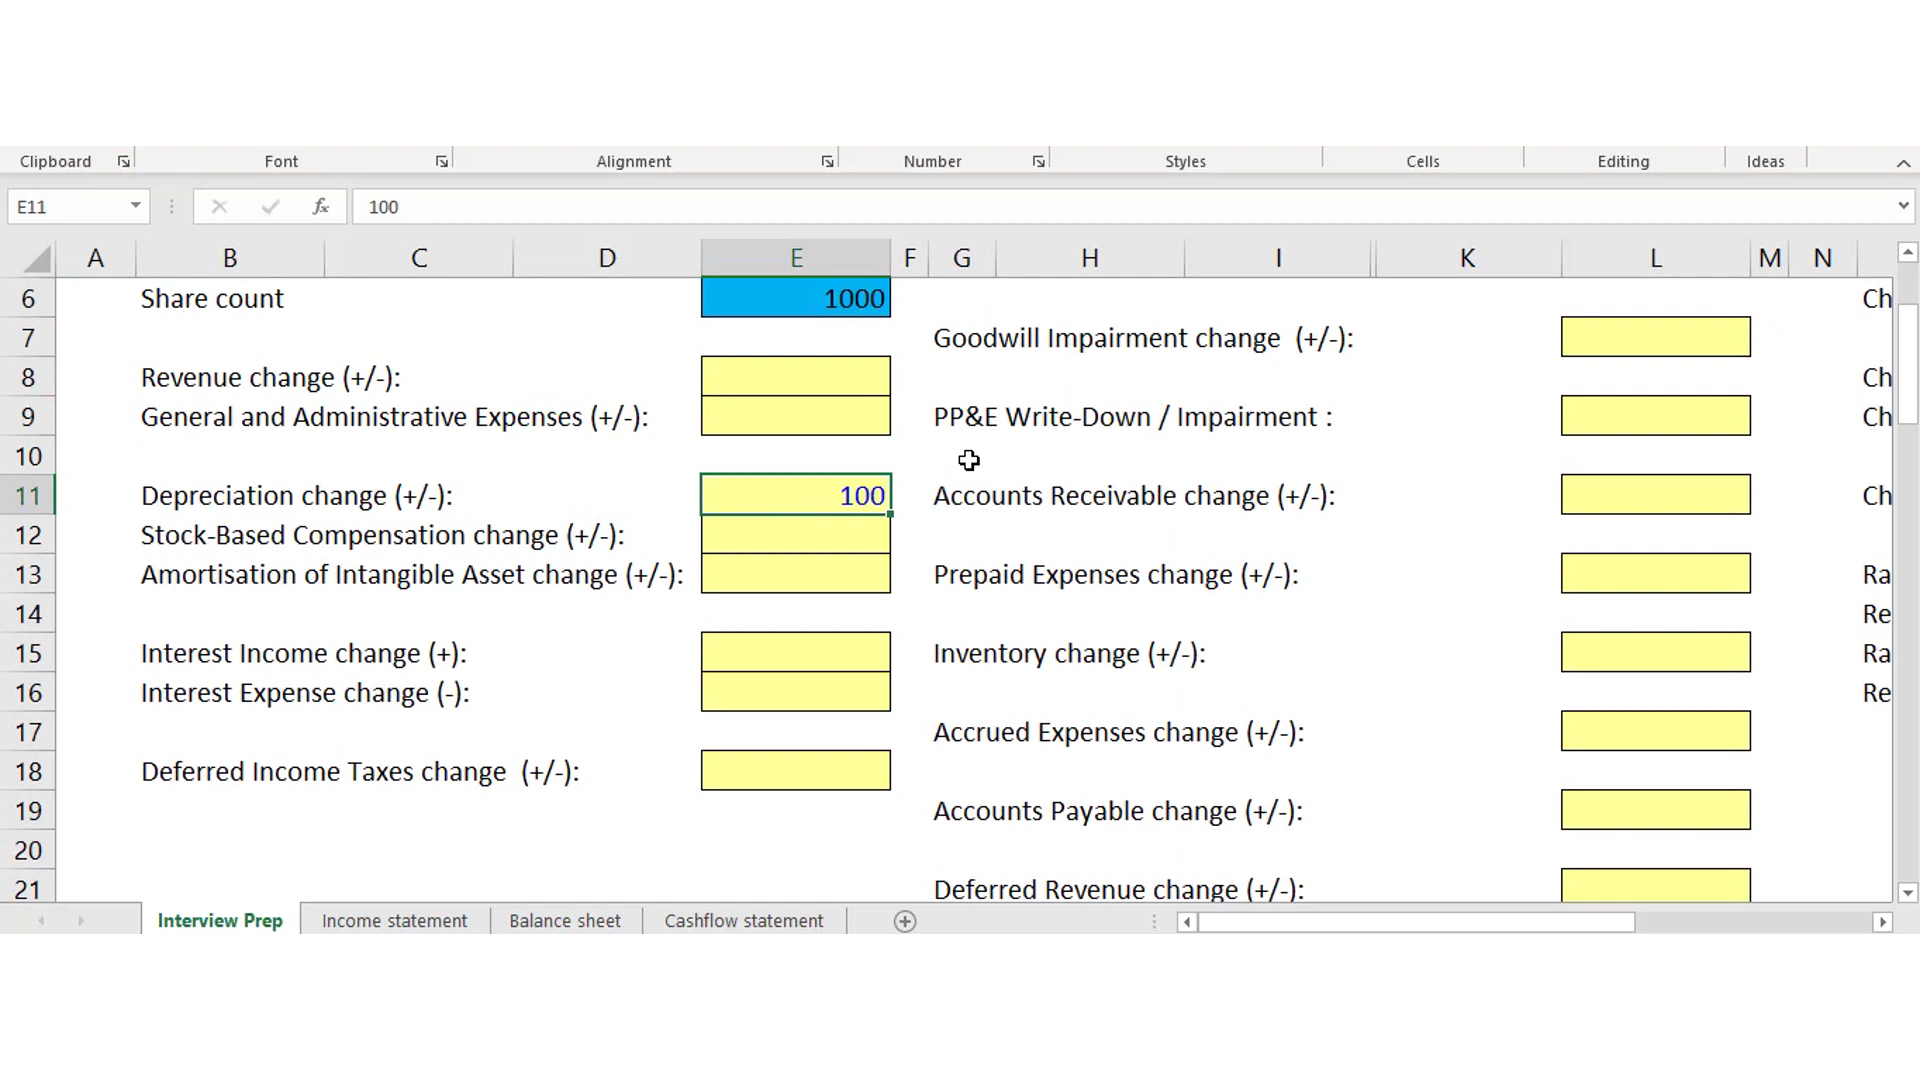 Clipboard Font Alignment Number Styles Cells Editing Ideas
E11 fx 100
A B C D E F G H I K L M N
6 Share count 1000 Ch
7 Goodwill Impairment change (+/-):
8 Revenue change (+/-): Ch
9 General and Administrative Expenses (+/-): PP&E Write-Down / Impairment : Ch
10
11 Depreciation change (+/-): 100 Accounts Receivable change (+/-): Ch
12 Stock-Based Compensation change (+/-):
13 Amortisation of Intangible Asset change (+/-): Prepaid Expenses change (+/-): Ra
14 Re
15 Interest Income change (+): Inventory change (+/-): Ra
16 Interest Expense change (-): Re
17 Accrued Expenses change (+/-):
18 Deferred Income Taxes change (+/-):
19 Accounts Payable change (+/-):
20
21 Deferred Revenue change (+/-):
Interview Prep Income statement Balance sheet Cashflow statement